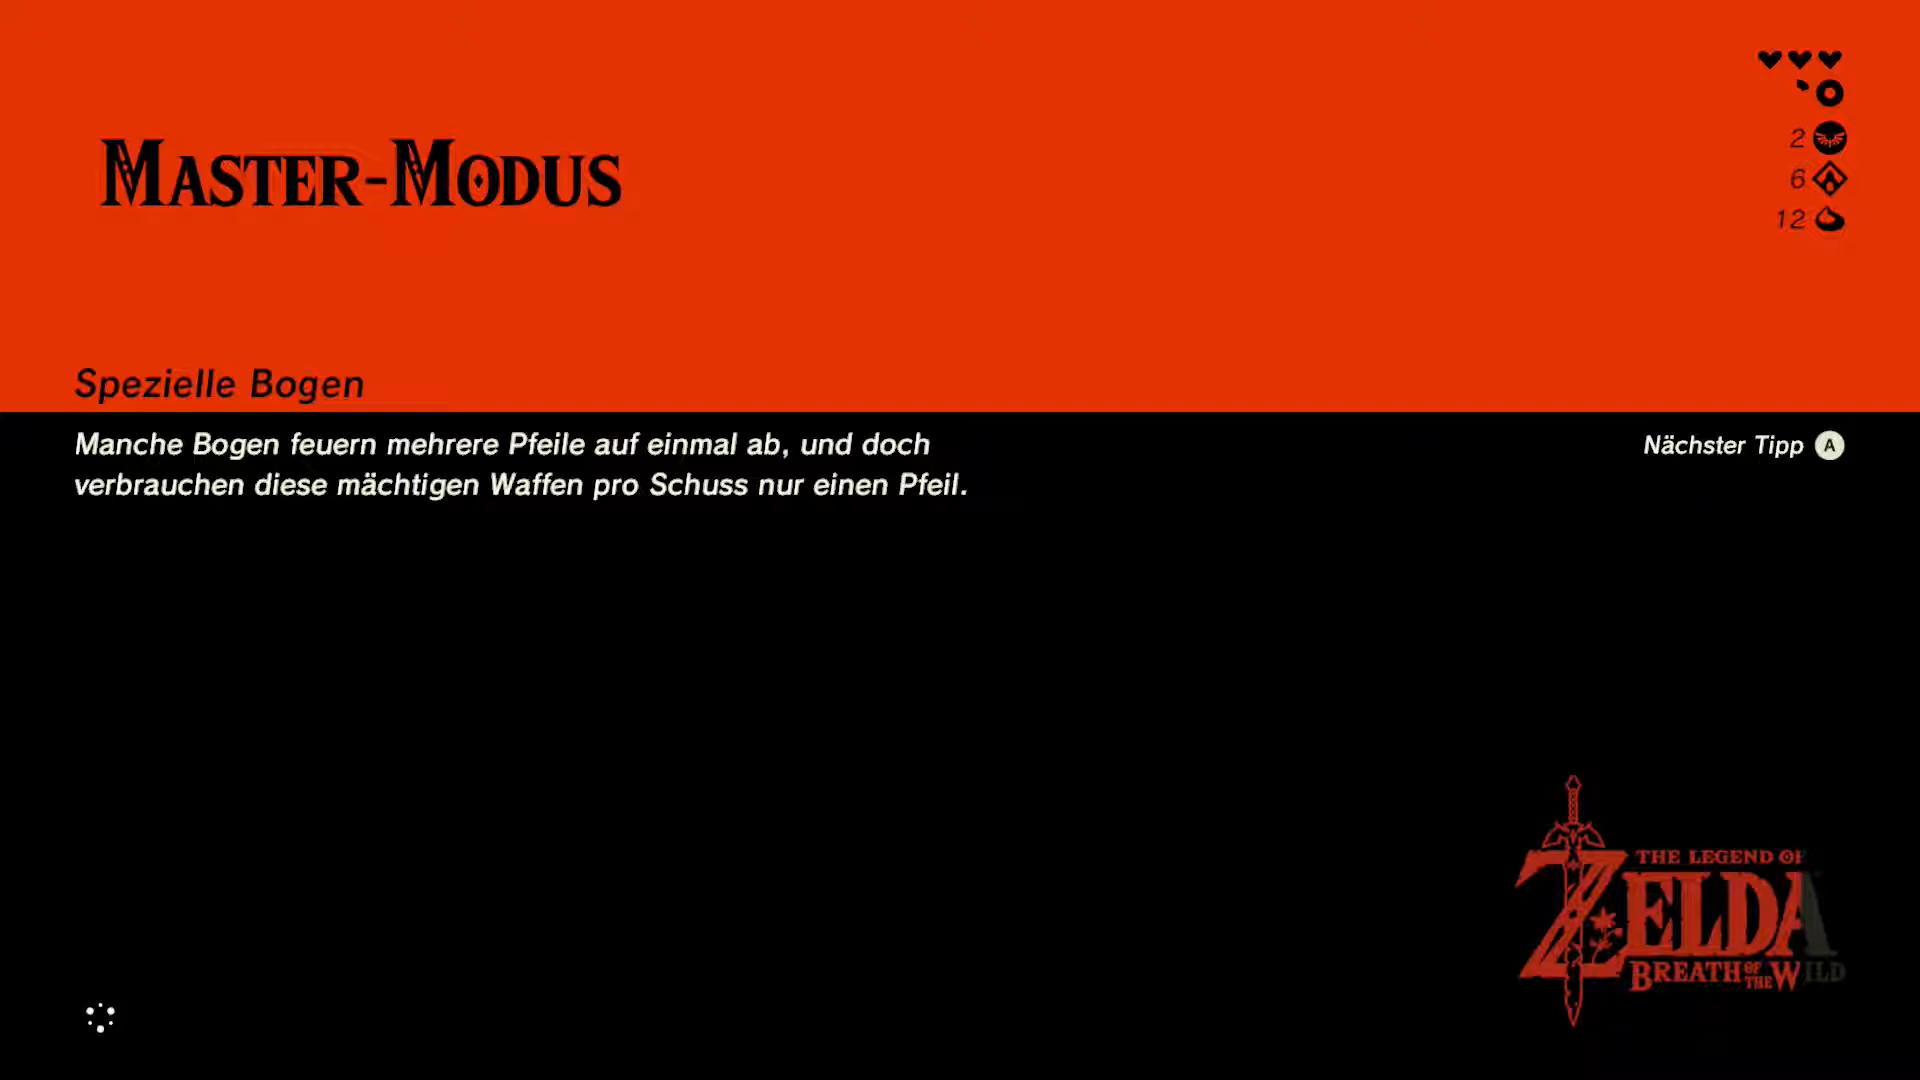 MASTER-MODUS
2
6
12
Spezielle Bogen
Manche Bogen feuern mehrere Pfeile auf einmal ab, und doch
verbrauchen diese mächtigen Waffen pro Schuss nur einen Pfeil.
Nächster Tipp A
THE LEGEND OF
ZELDA
BREATH OF THE WILD